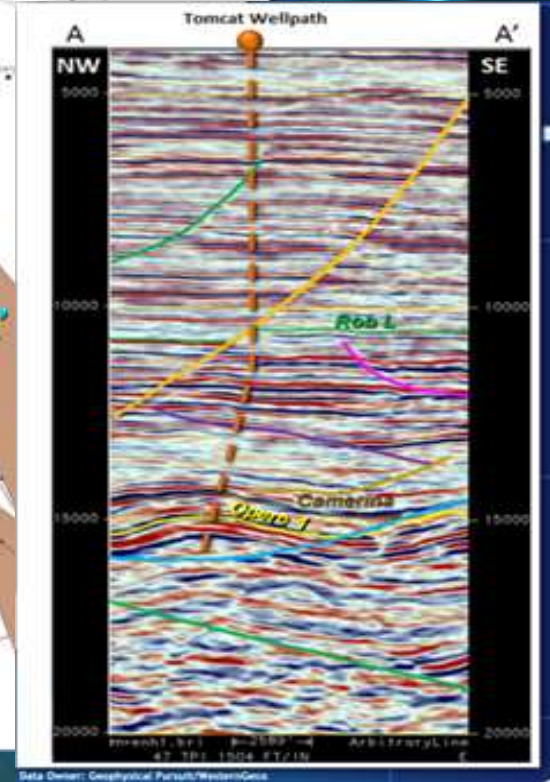 Tomcat Wellpath
A A'
NW SE
5000 5000
10000 10000
Rob L
Camerina
15000 15000
20000 20000
ArbitraryLine
Data Owner: Geophysical Pursuit/WesternGeco